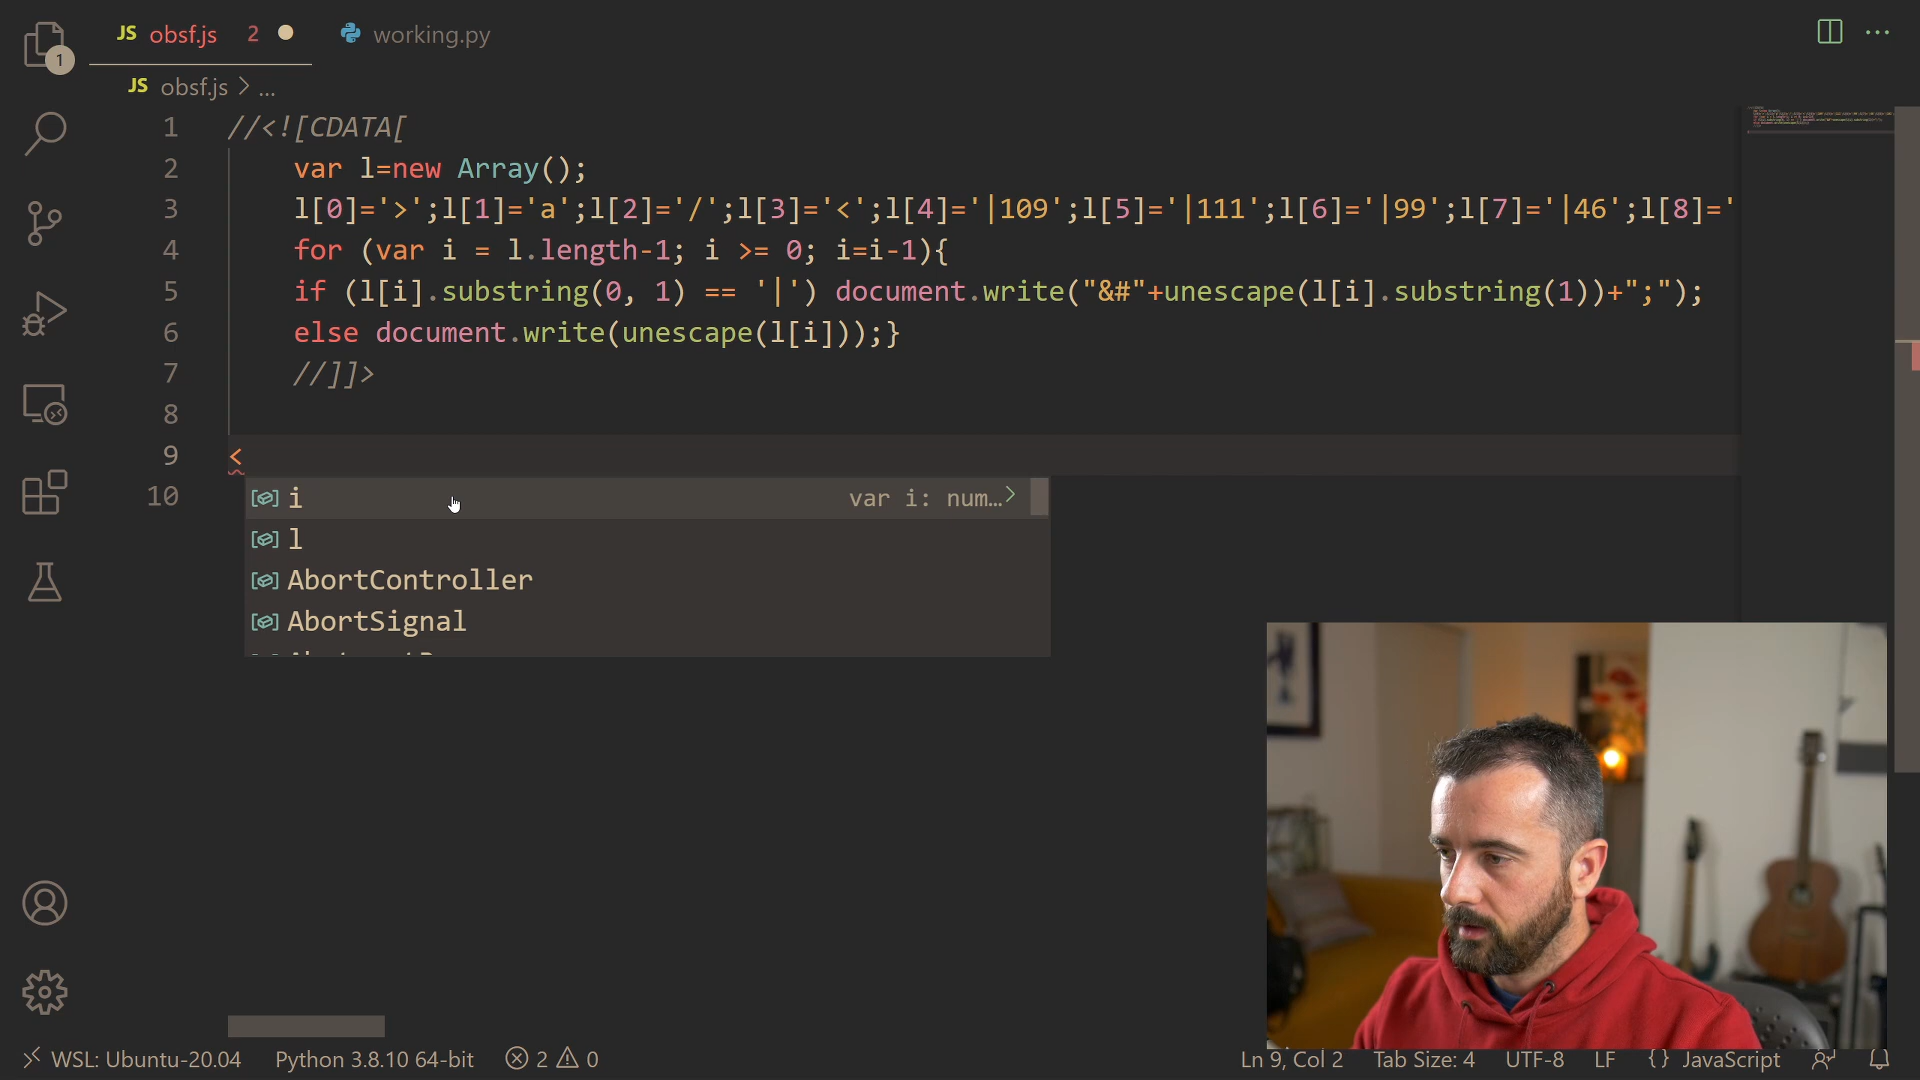 JS obsf.js 2 working.py
1
JS obsf.js > ...
1 //<![CDATA[
2 var l=new Array();
3 l[0]='>';l[1]='a';l[2]='/';l[3]='<';l[4]='|109';l[5]='|111';l[6]='|99';l[7]='|46';l[8]='
4 for (var i = l.length-1; i >= 0; i=i-1){
5 if (l[i].substring(0, 1) == '|') document.write("&#"+unescape(l[i].substring(1))+";");
6 else document.write(unescape(l[i]));}
7 //]]>
8
9 <
10
i var i: num…>
l
AbortController
AbortSignal
WSL: Ubuntu-20.04 Python 3.8.10 64-bit 2 0 Ln 9, Col 2 Tab Size: 4 UTF-8 LF {} JavaScript